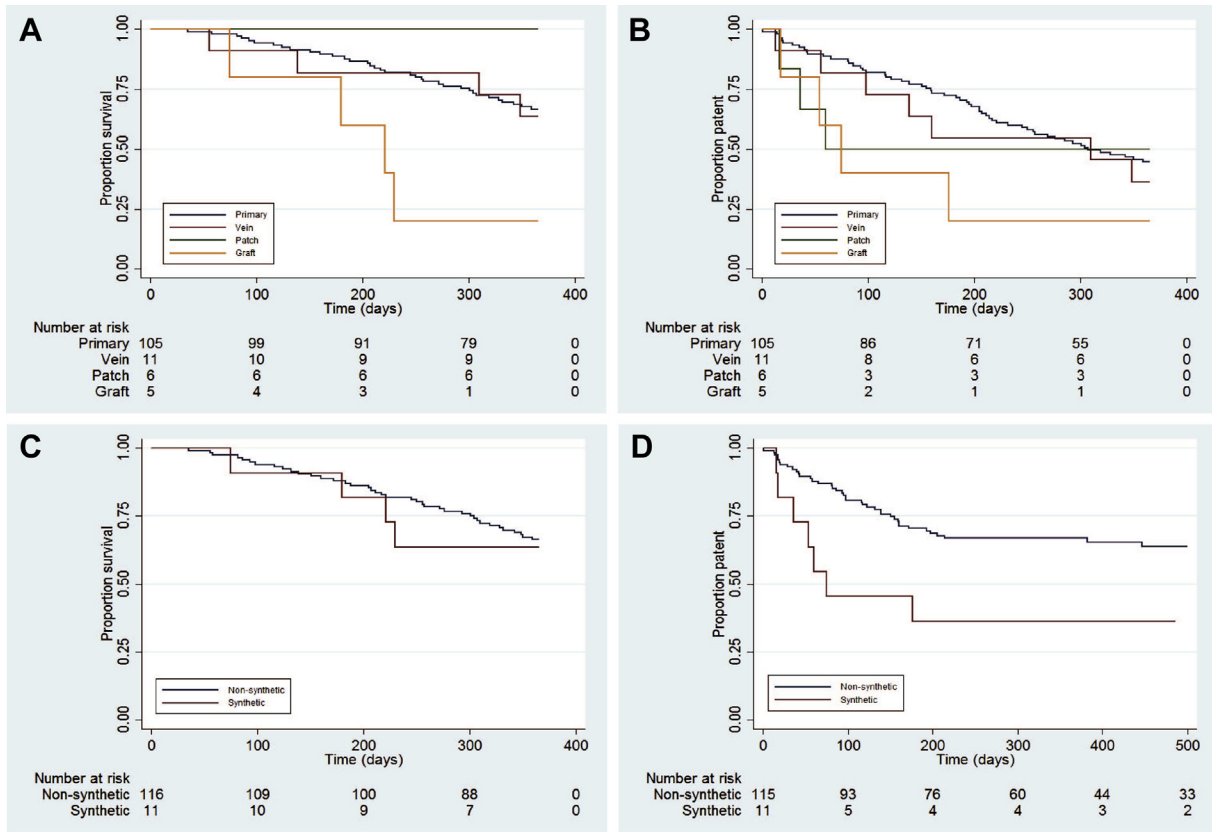 A
Proportion survival
1.00
0.75
0.50
0.25
0.00
Primary
Vein
Patch
Graft
0 100 200 300 400
Time (days)
Number at risk
Primary 105 99 91 79 0
Vein 11 10 9 9 0
Patch 6 6 6 6 0
Graft 5 4 3 1 0
B
Proportion patent
1.00
0.75
0.50
0.25
0.00
Primary
Vein
Patch
Graft
0 100 200 300 400
Time (days)
Number at risk
Primary 105 86 71 55 0
Vein 11 8 6 6 0
Patch 6 3 3 3 0
Graft 5 2 1 1 0
C
Proportion survival
1.00
0.75
0.50
0.25
0.00
Non-synthetic
Synthetic
0 100 200 300 400
Time (days)
Number at risk
Non-synthetic 116 109 100 88 0
Synthetic 11 10 9 7 0
D
Proportion patent
1.00
0.75
0.50
0.25
0.00
Non-synthetic
Synthetic
0 100 200 300 400 500
Time (days)
Number at risk
Non-synthetic 115 93 76 60 44 33
Synthetic 11 5 4 4 3 2